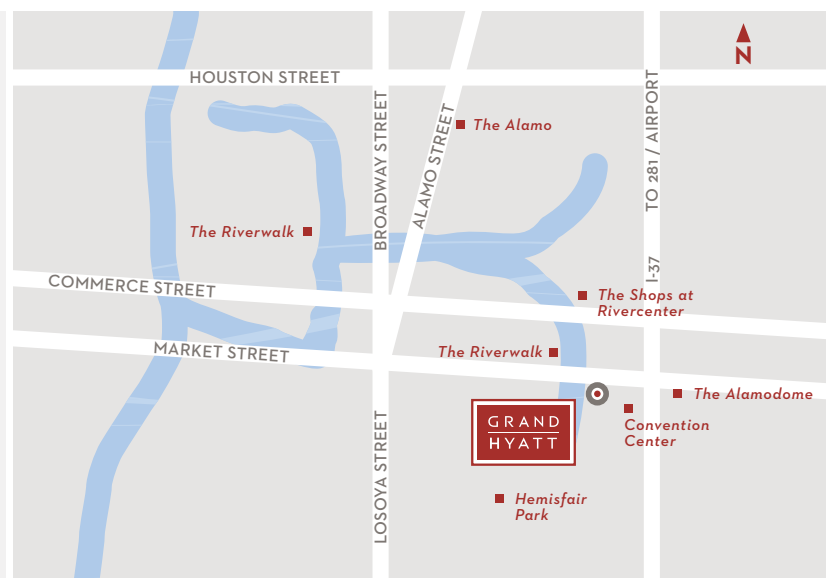 N
HOUSTON STREET
BROADWAY STREET
ALAMO STREET
The Alamo
TO 281 / AIRPORT
The Riverwalk
I-37
COMMERCE STREET
The Shops at
Rivercenter
MARKET STREET
The Riverwalk
The Alamodome
GRAND
HYATT
Convention
Center
LOSOYA STREET
Hemisfair
Park